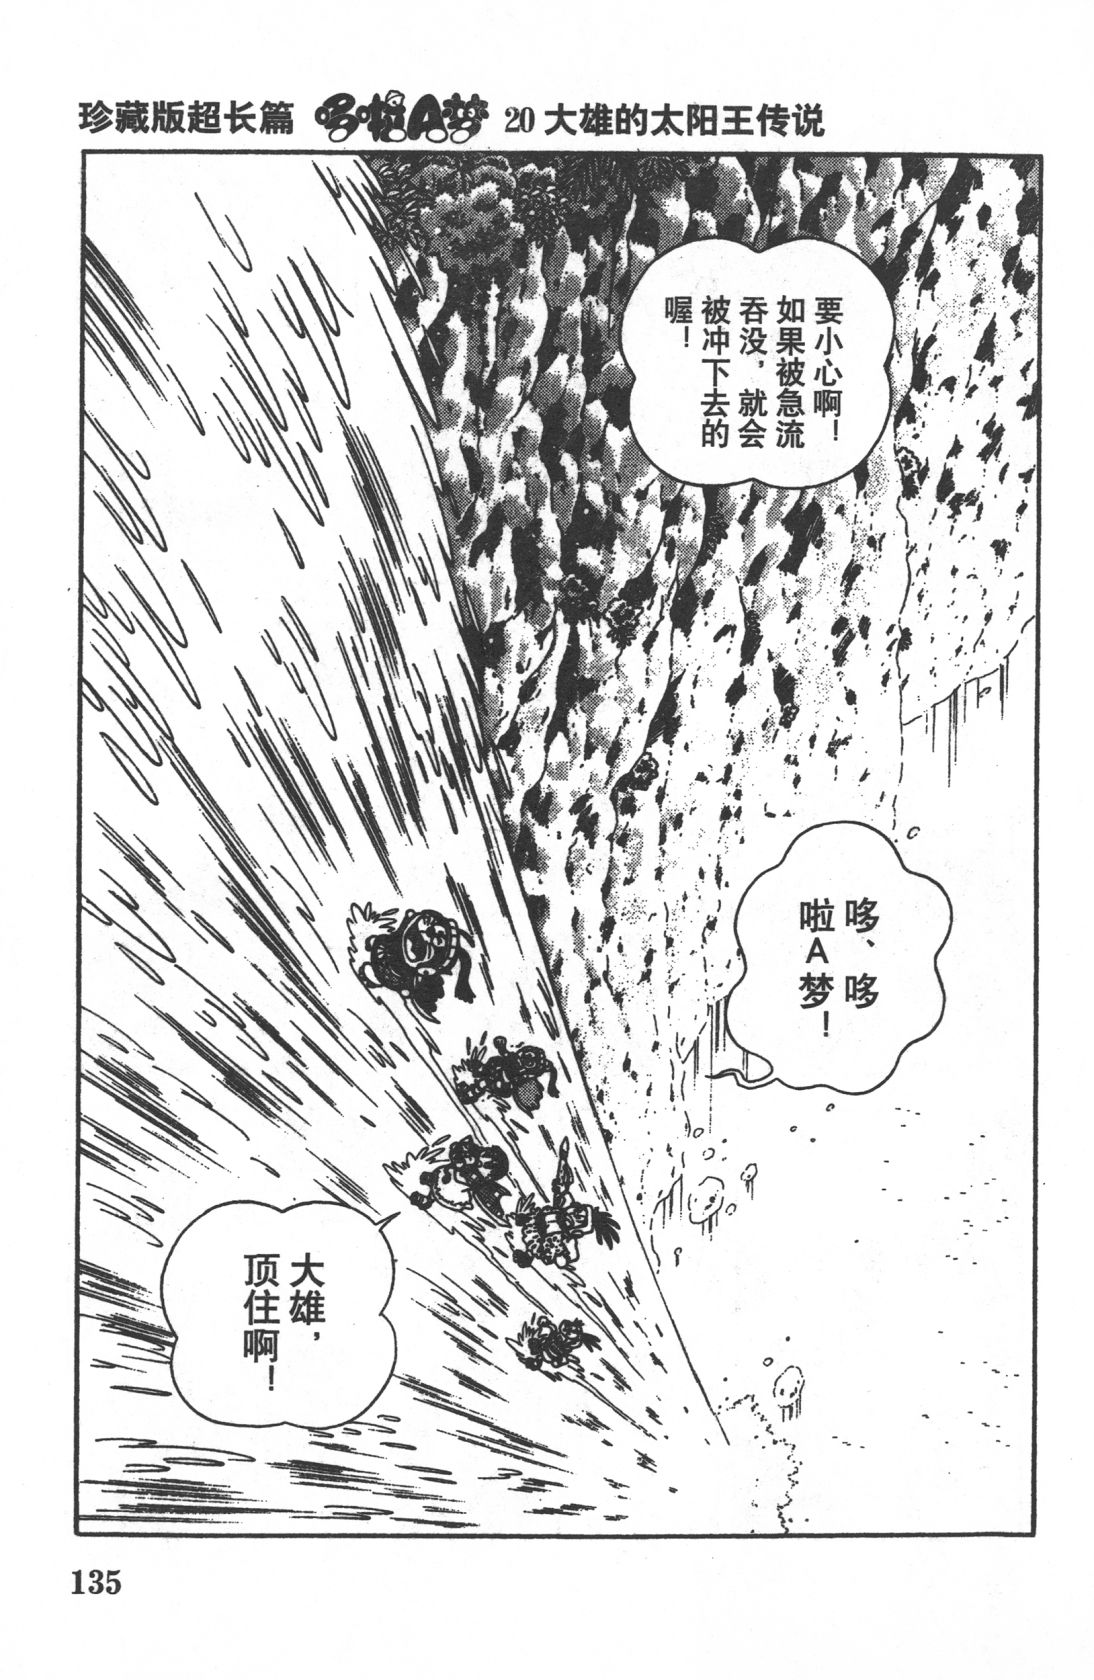 珍藏版超长篇 哆啦A梦 20 大雄的太阳王传说
要小心啊！
如果被急流
吞没，就会
被冲下去的
喔！
哆、哆
啦A梦！
大雄，
顶住啊！
135